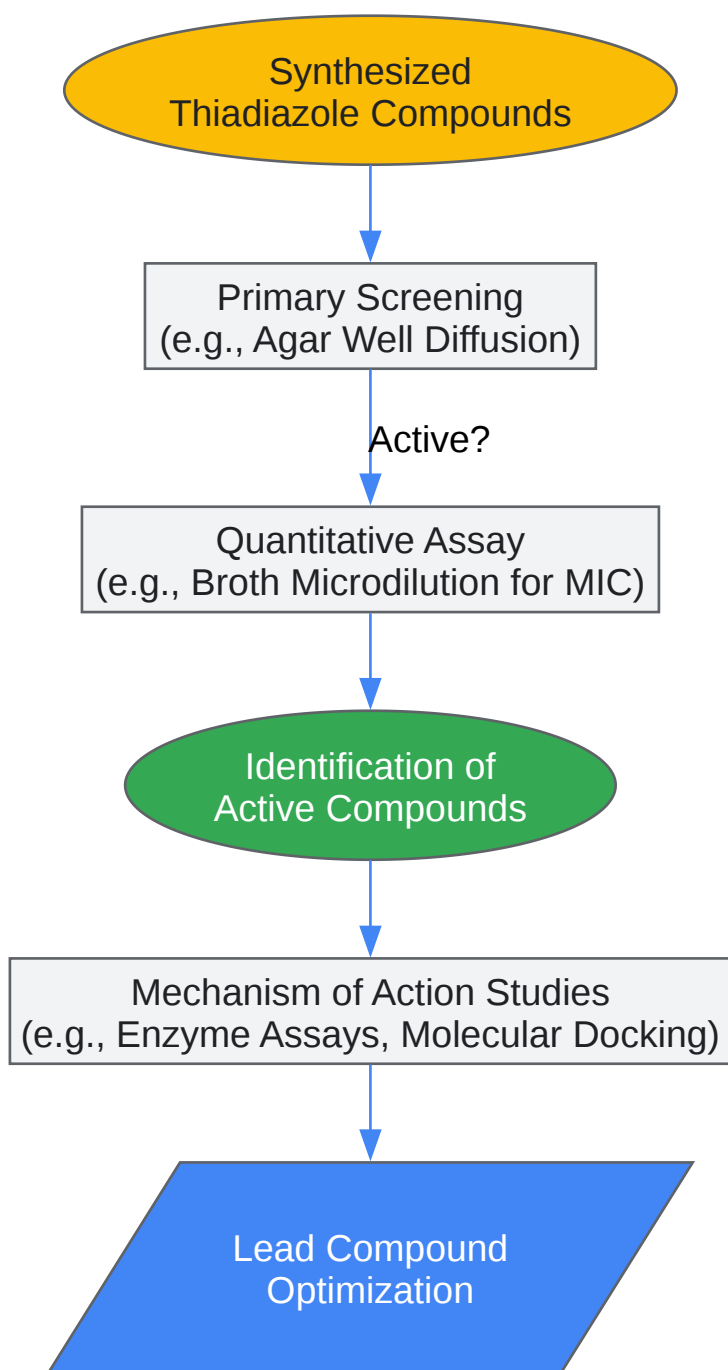 Synthesized
Thiadiazole Compounds
Primary Screening
(e.g., Agar Well Diffusion)
Active?
Quantitative Assay
(e.g., Broth Microdilution for MIC)
Identification of
Active Compounds
Mechanism of Action Studies
(e.g., Enzyme Assays, Molecular Docking)
Lead Compound
Optimization